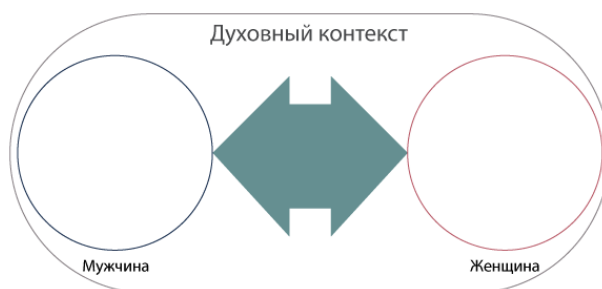 Духовный контекст
Мужчина
Женщина